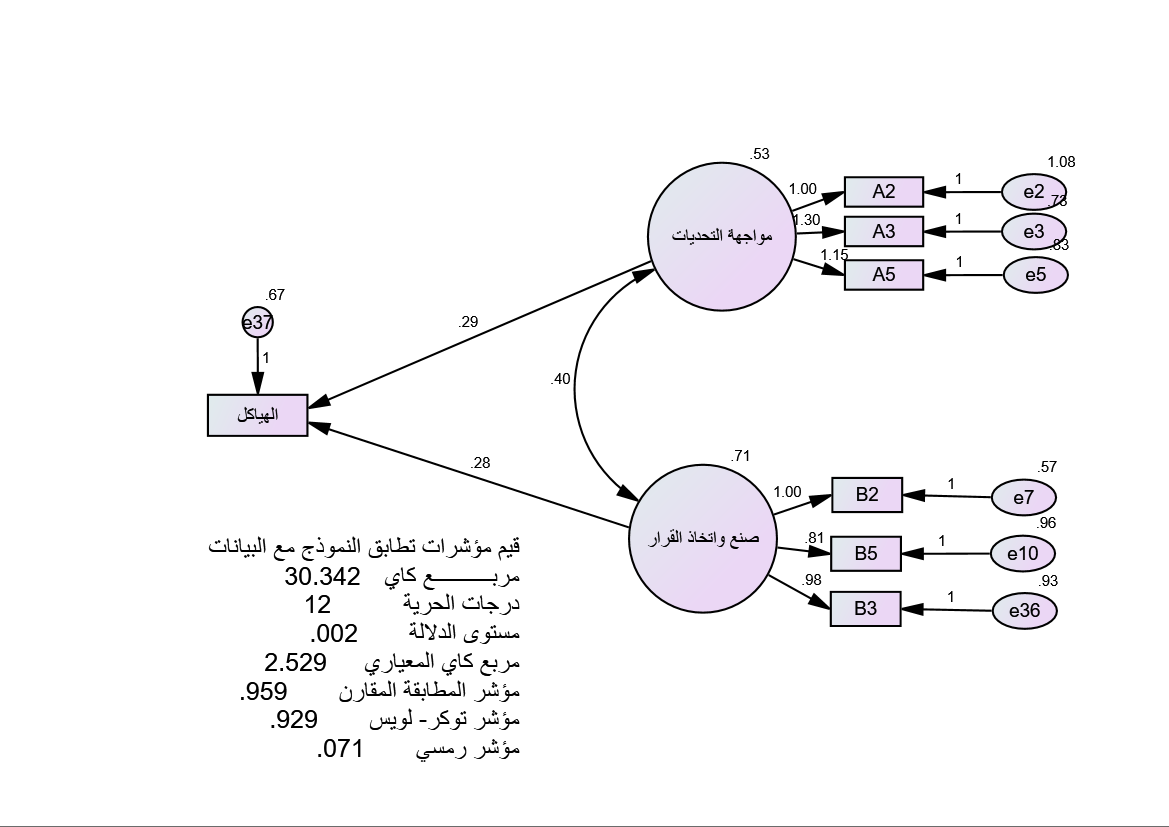 .53
1.08
1.00
A2
1
e2
.73
1.30
A3
1
e3
مواجهة التحديات
.83
1.15
A5
1
e5
.67
e37
1
.29
.40
الهياكل
.28
.71
.57
1.00
B2
1
e7
.96
صنع واتخاذ القرار
.81
B5
1
e10
.93
.98
B3
1
e36
قيم مؤشرات تطابق النموذج مع البيانات
مربـــــــــع كاي 30.342
درجات الحرية 12
مستوى الدلالة .002
مربع كاي المعياري 2.529
مؤشر المطابقة المقارن .959
مؤشر توكر- لويس .929
مؤشر رمسي .071